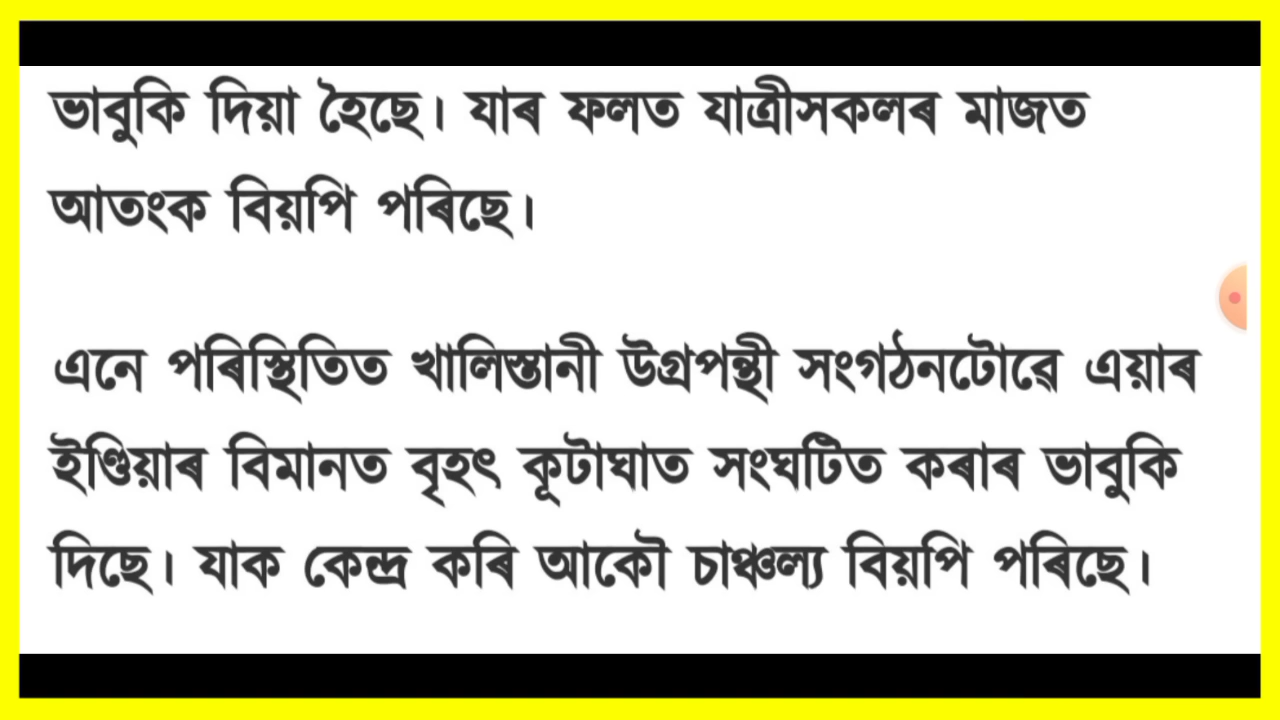 ভাবুকি দিয়া হৈছে। যাৰ ফলত যাত্ৰীসকলৰ মাজত
আতংক বিয়পি পৰিছে।
এনে পৰিস্থিতিত খালিস্তানী উগ্ৰপন্থী সংগঠনটোৱে এয়াৰ
ইণ্ডিয়াৰ বিমানত বৃহৎ কূটাঘাত সংঘটিত কৰাৰ ভাবুকি
দিছে। যাক কেন্দ্ৰ কৰি আকৌ চাঞ্চল্য বিয়পি পৰিছে।